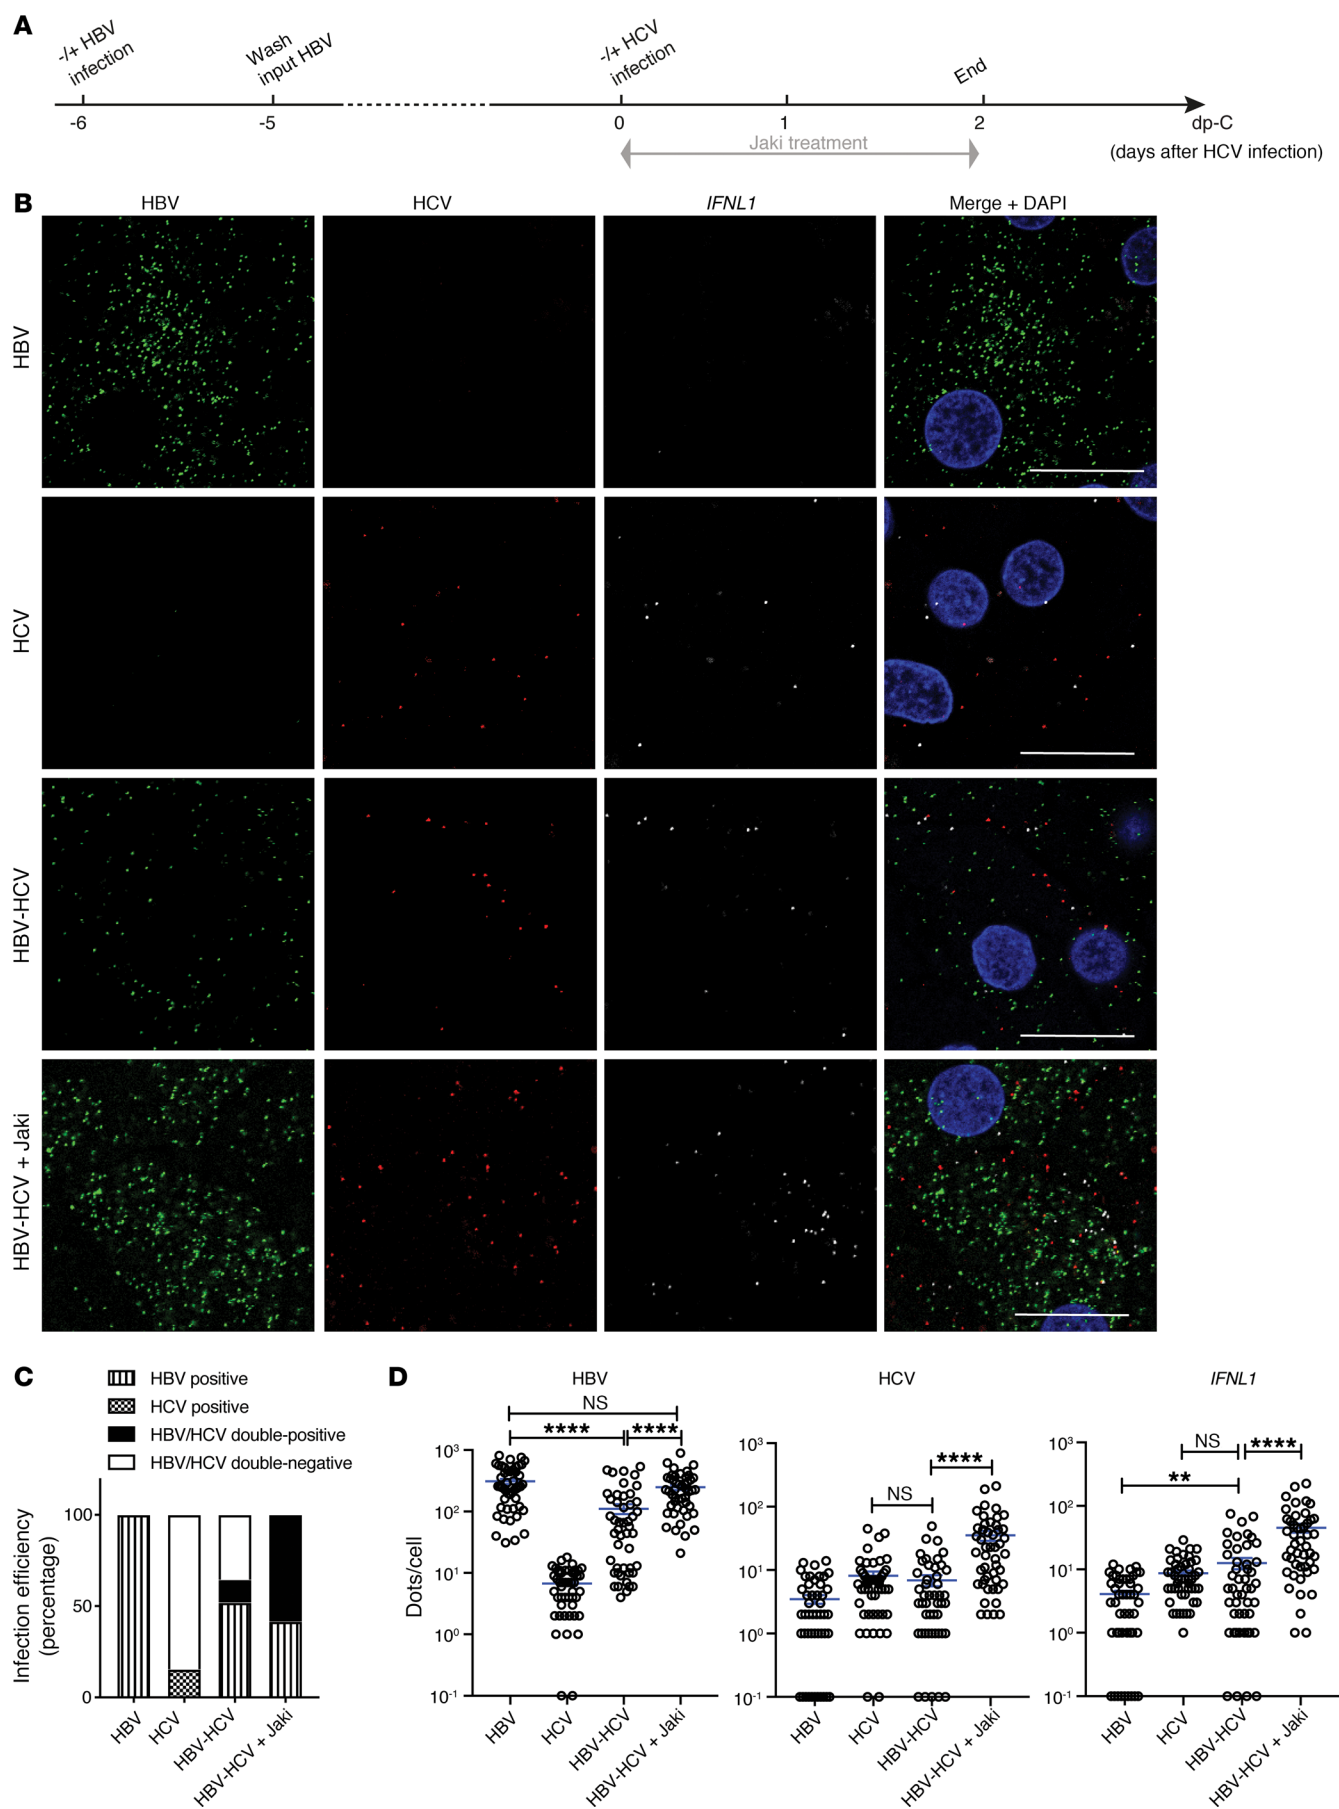 A
-/+ HBV
infection
Wash
input HBV
-/+ HCV
infection
End
-6
-5
0
1
2
dp-C
Jaki treatment
(days after HCV infection)
B
HBV
HCV
IFNL1
Merge + DAPI
HBV
HCV
HBV-HCV
HBV-HCV + Jaki
C
HBV positive
HCV positive
HBV/HCV double-positive
HBV/HCV double-negative
Infection efficiency
(percentage)
100
50
0
HBV
HCV
HBV-HCV
HBV-HCV + Jaki
D
HBV
NS
****
****
Dots/cell
10³
10²
10¹
10⁰
10⁻¹
HBV
HCV
HBV-HCV
HBV-HCV + Jaki
HCV
****
NS
10³
10²
10¹
10⁰
10⁻¹
HBV
HCV
HBV-HCV
HBV-HCV + Jaki
IFNL1
NS
****
**
10³
10²
10¹
10⁰
10⁻¹
HBV
HCV
HBV-HCV
HBV-HCV + Jaki